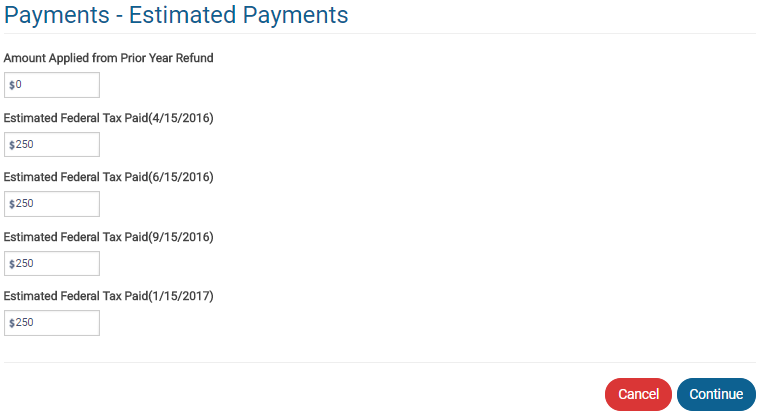 Payments - Estimated Payments
Amount Applied from Prior Year Refund
$0
Estimated Federal Tax Paid(4/15/2016)
$250
Estimated Federal Tax Paid(6/15/2016)
$250
Estimated Federal Tax Paid(9/15/2016)
$250
Estimated Federal Tax Paid(1/15/2017)
$250
Cancel Continue